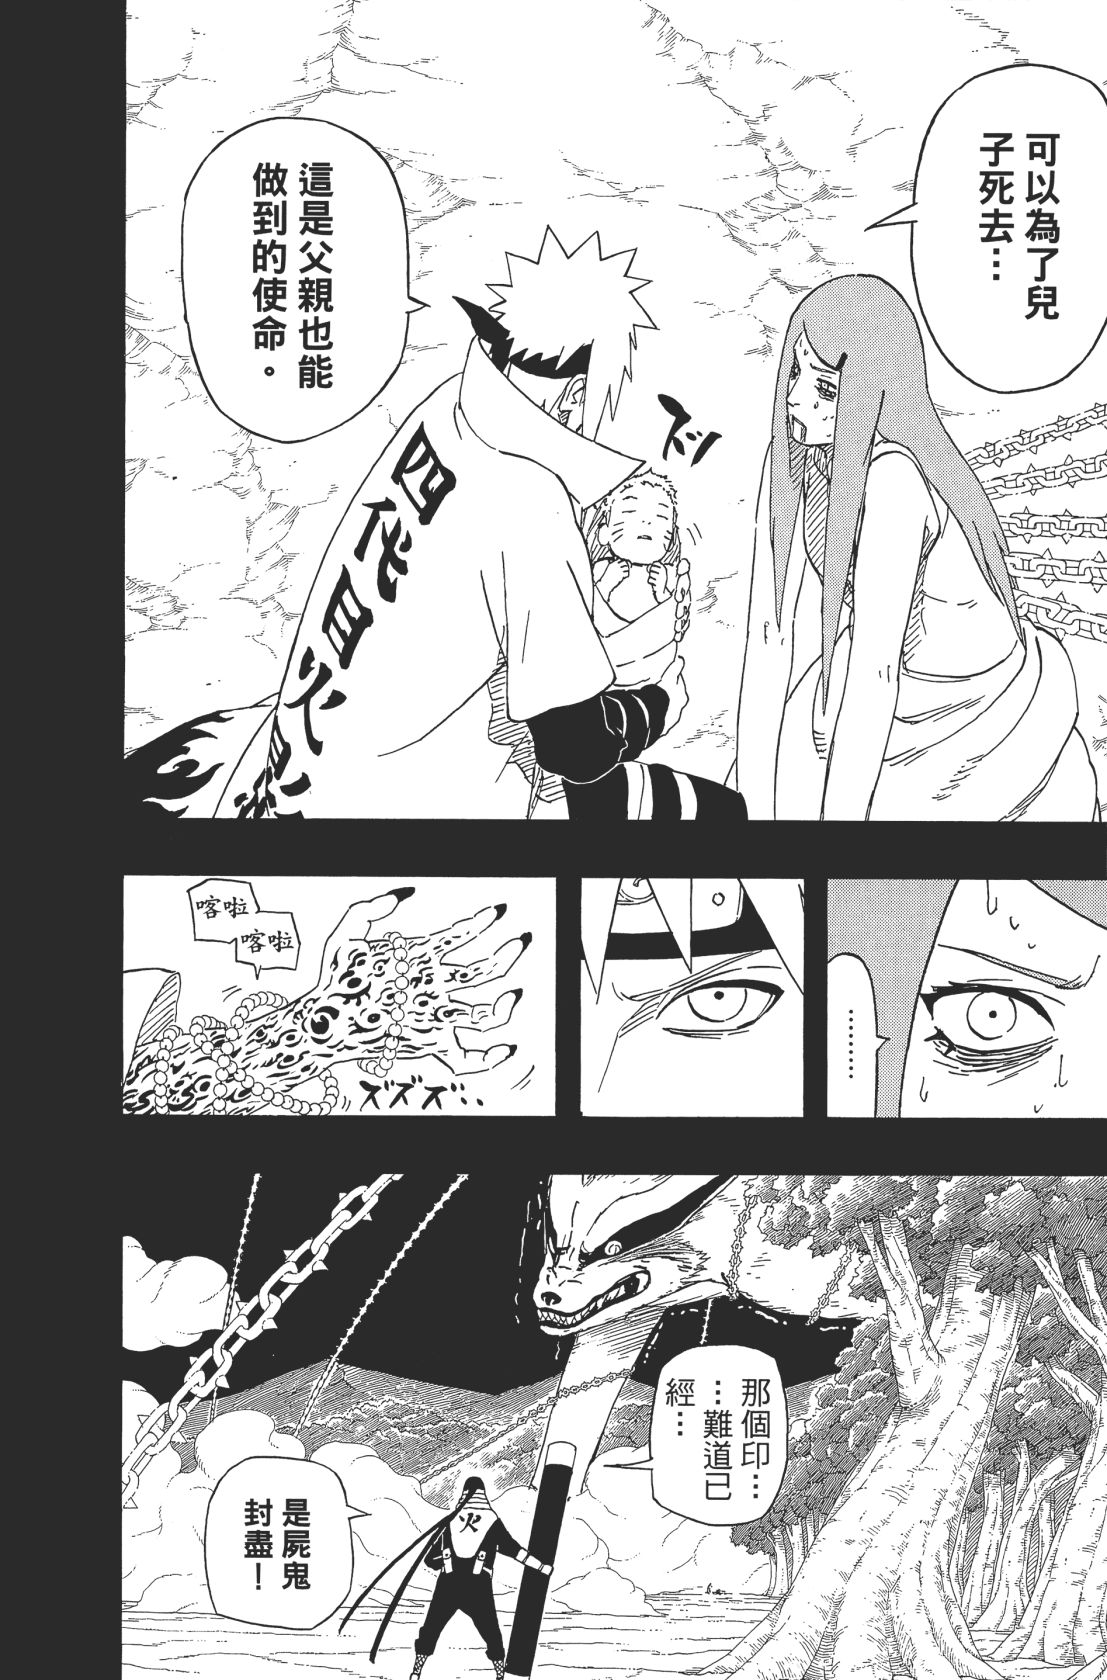 可以為了兒
子死去…
這是父親也能
做到的使命。
ズッ
四代目火影
………
喀啦
喀啦
ズズズ‥
那個印…
…難道已
經…
火
是屍鬼
封盡！